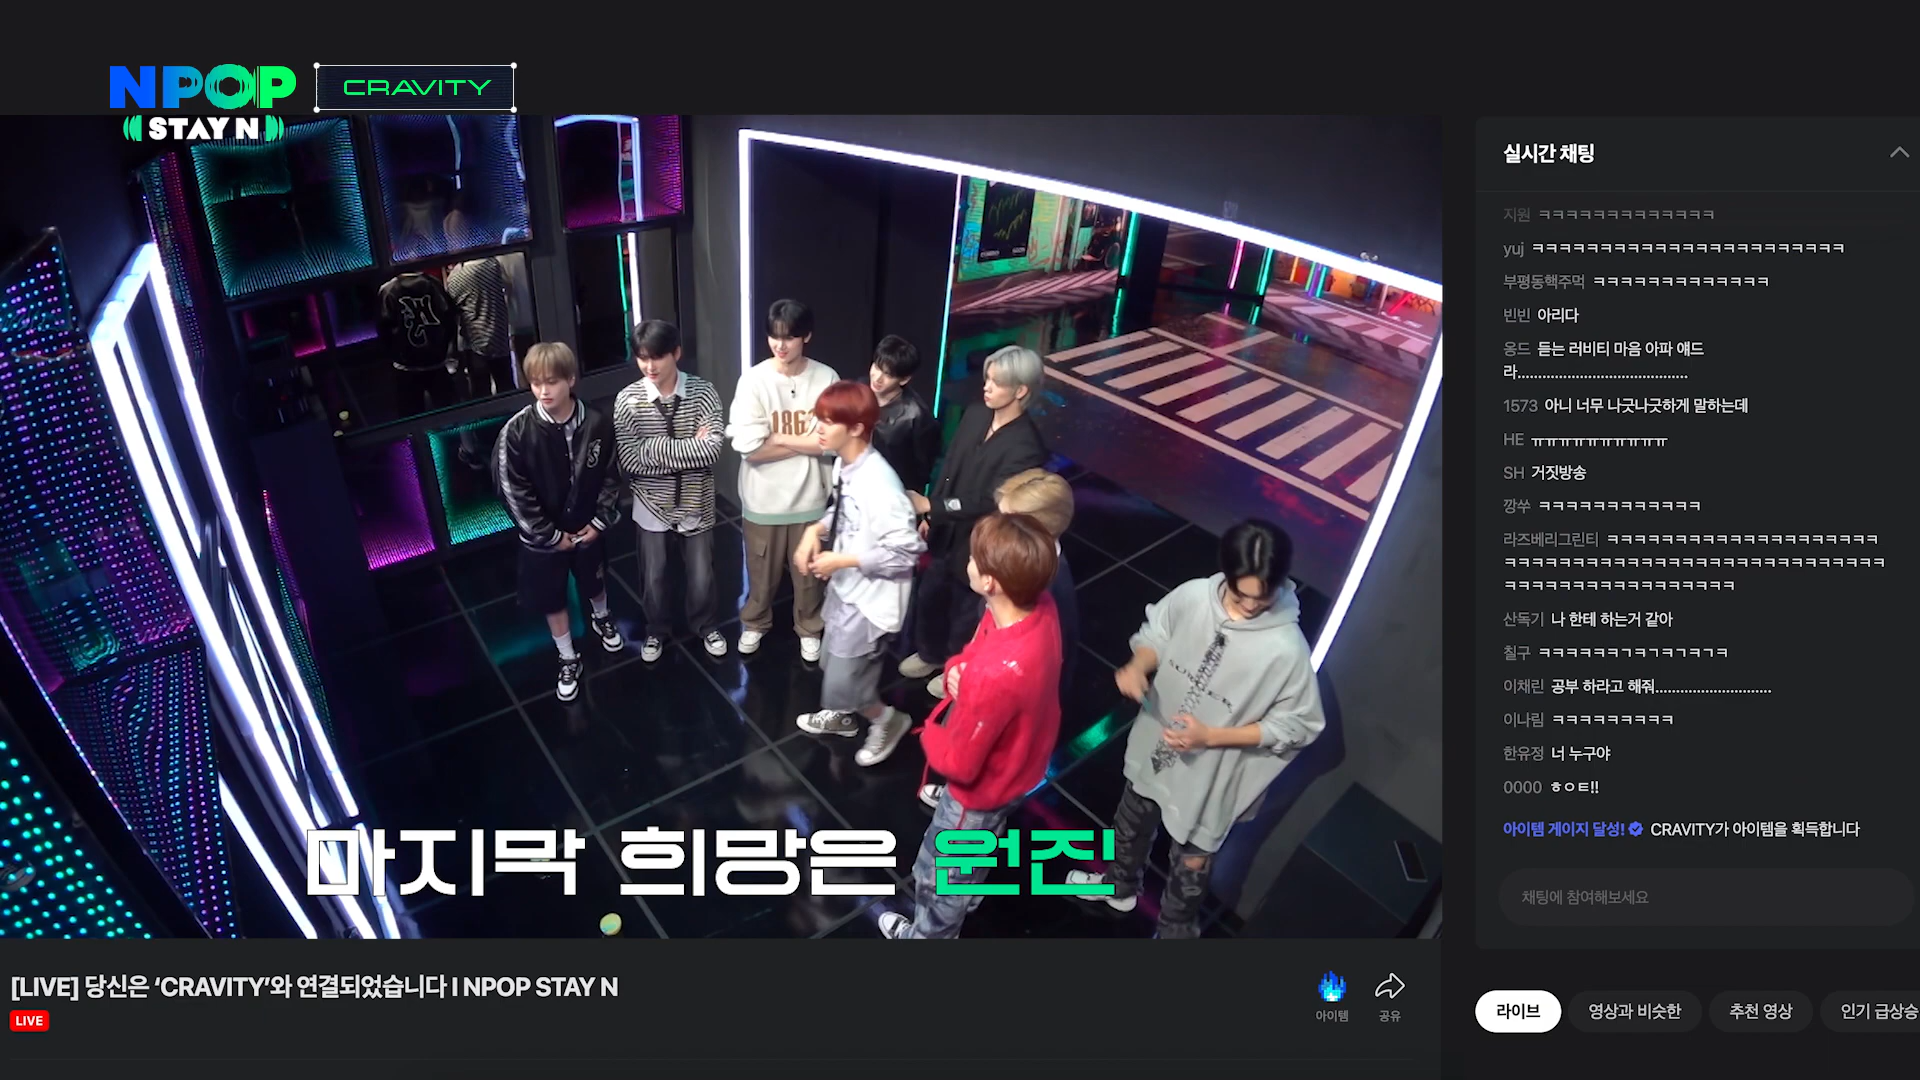 NPOP
STAY N
CRAVITY
186
마지막 희망은 원진
[LIVE] 당신은 ‘CRAVITY’와 연결되었습니다 I NPOP STAY N
LIVE
아이템
공유
실시간 채팅
지원 ㅋㅋㅋㅋㅋㅋㅋㅋㅋㅋㅋㅋㅋ
yuj ㅋㅋㅋㅋㅋㅋㅋㅋㅋㅋㅋㅋㅋㅋㅋㅋㅋㅋㅋㅋㅋㅋㅋ
부평동핵주먹 ㅋㅋㅋㅋㅋㅋㅋㅋㅋㅋㅋㅋㅋ
빈빈 아리다
옹드 듣는 러비티 마음 아파 얘드
라.........................................
1573 아니 너무 나긋나긋하게 말하는데
HE ㅠㅠㅠㅠㅠㅠㅠㅠㅠㅠ
SH 거짓방송
깡쑤 ㅋㅋㅋㅋㅋㅋㅋㅋㅋㅋㅋㅋ
라즈베리그린티 ㅋㅋㅋㅋㅋㅋㅋㅋㅋㅋㅋㅋㅋㅋㅋㅋㅋㅋㅋㅋ
ㅋㅋㅋㅋㅋㅋㅋㅋㅋㅋㅋㅋㅋㅋㅋㅋㅋㅋㅋㅋㅋㅋㅋㅋㅋㅋㅋㅋ
ㅋㅋㅋㅋㅋㅋㅋㅋㅋㅋㅋㅋㅋㅋㅋㅋㅋ
산독기 나 한테 하는거 같아
칠구 ㅋㅋㅋㅋㅋㅋㄱㅋㄱㅋㄱㅋㄱㅋ
이채린 공부 하라고 해줘............................
이나림 ㅋㅋㅋㅋㅋㅋㅋㅋㅋ
한유정 너 누구야
0000 ㅎㅇㅌ!!
아이템 게이지 달성! CRAVITY가 아이템을 획득합니다
채팅에 참여해보세요
라이브
영상과 비슷한
추천 영상
인기 급상승